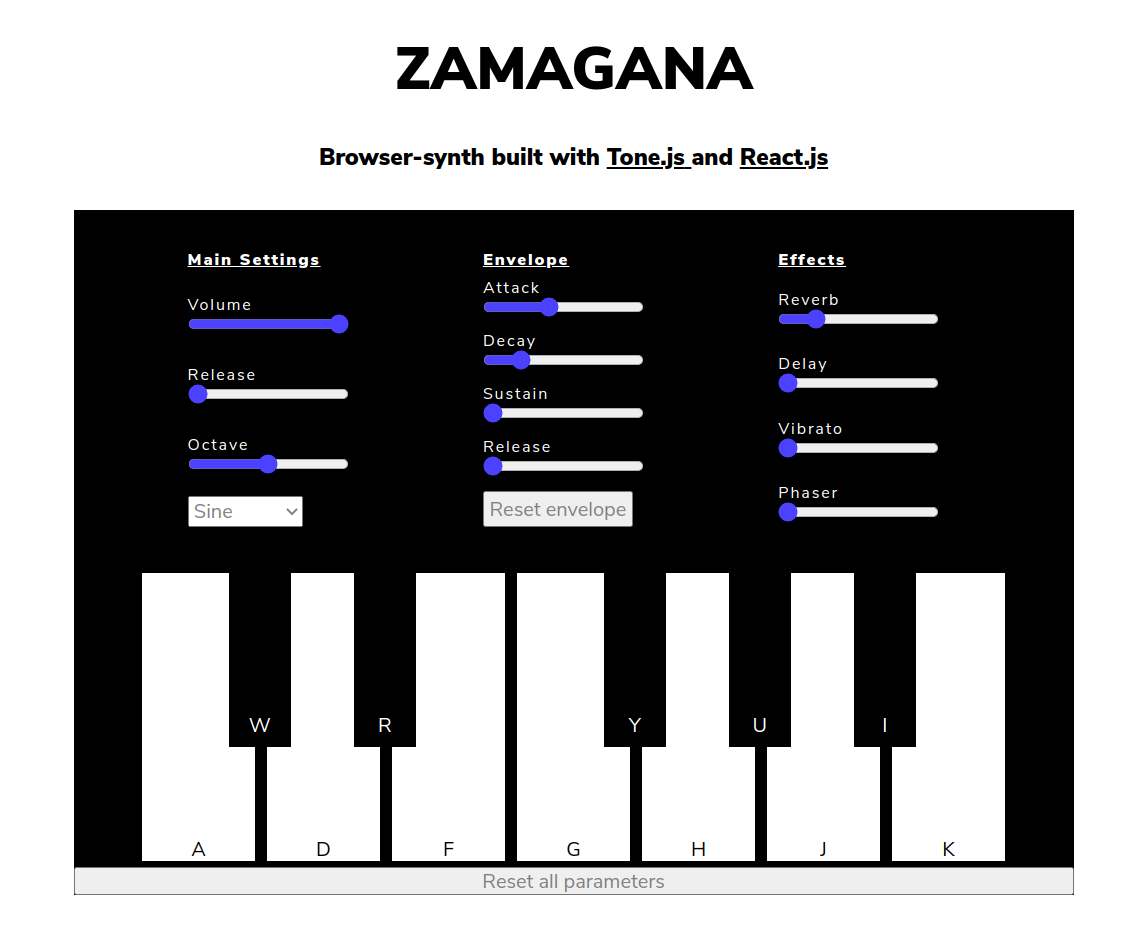 ZAMAGANA
Browser-synth built with Tone.js and React.js
Main Settings
Volume
Release
Octave
Sine
Envelope
Attack
Decay
Sustain
Release
Reset envelope
Effects
Reverb
Delay
Vibrato
Phaser
W R Y U I
A D F G H J K
Reset all parameters